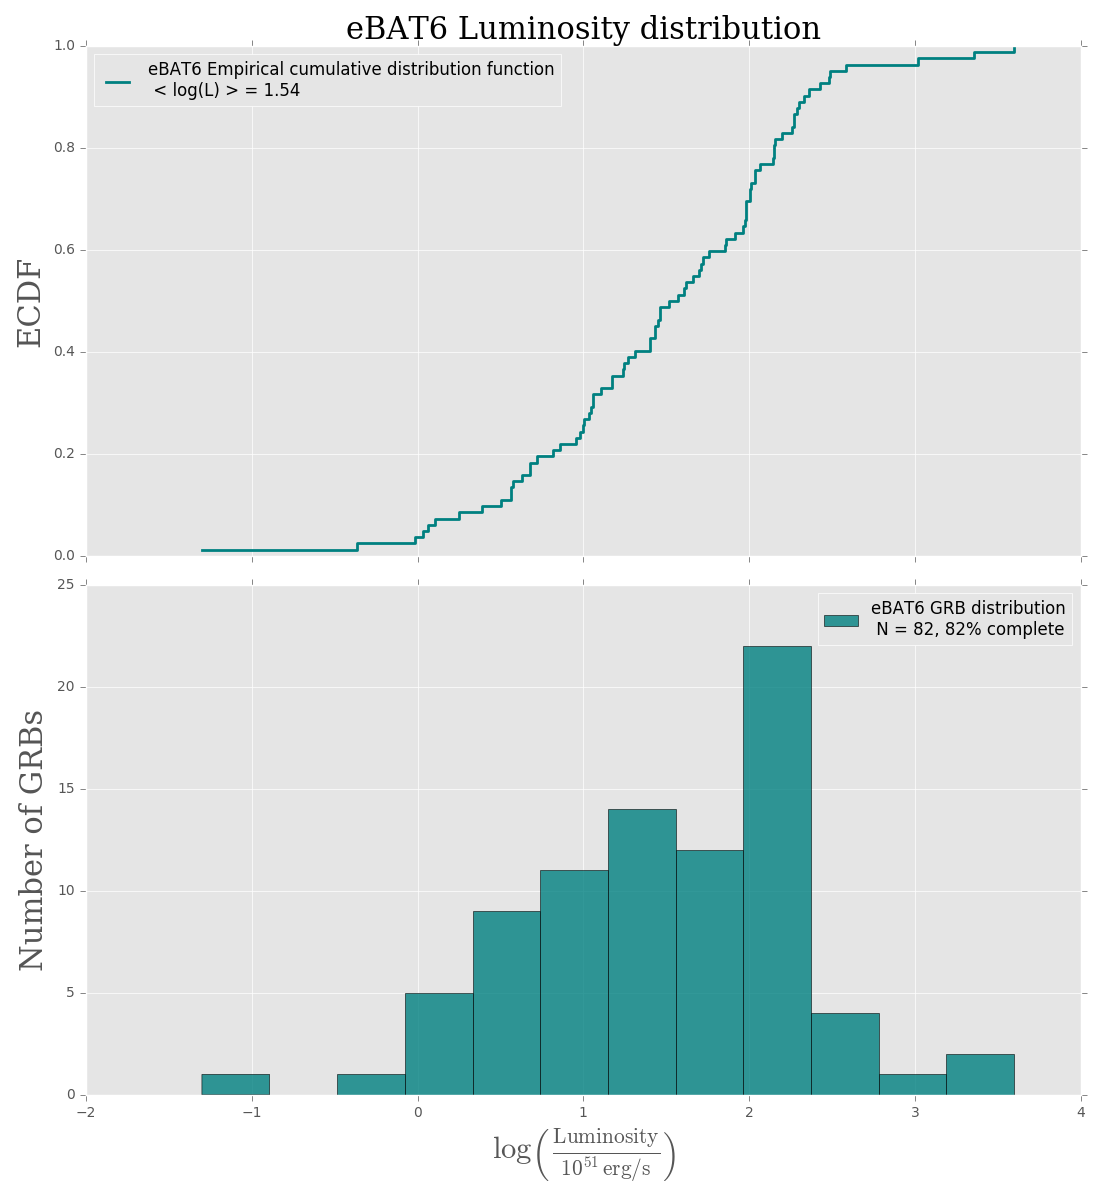 eBAT6 Luminosity distribution
1.0
0.8
0.6
0.4
0.2
0.0
ECDF
eBAT6 Empirical cumulative distribution function
< log(L) > = 1.54
25
20
15
10
5
0
Number of GRBs
eBAT6 GRB distribution
N = 82, 82% complete
−2 −1 0 1 2 3 4
log(Luminosity / 10^51 erg/s)